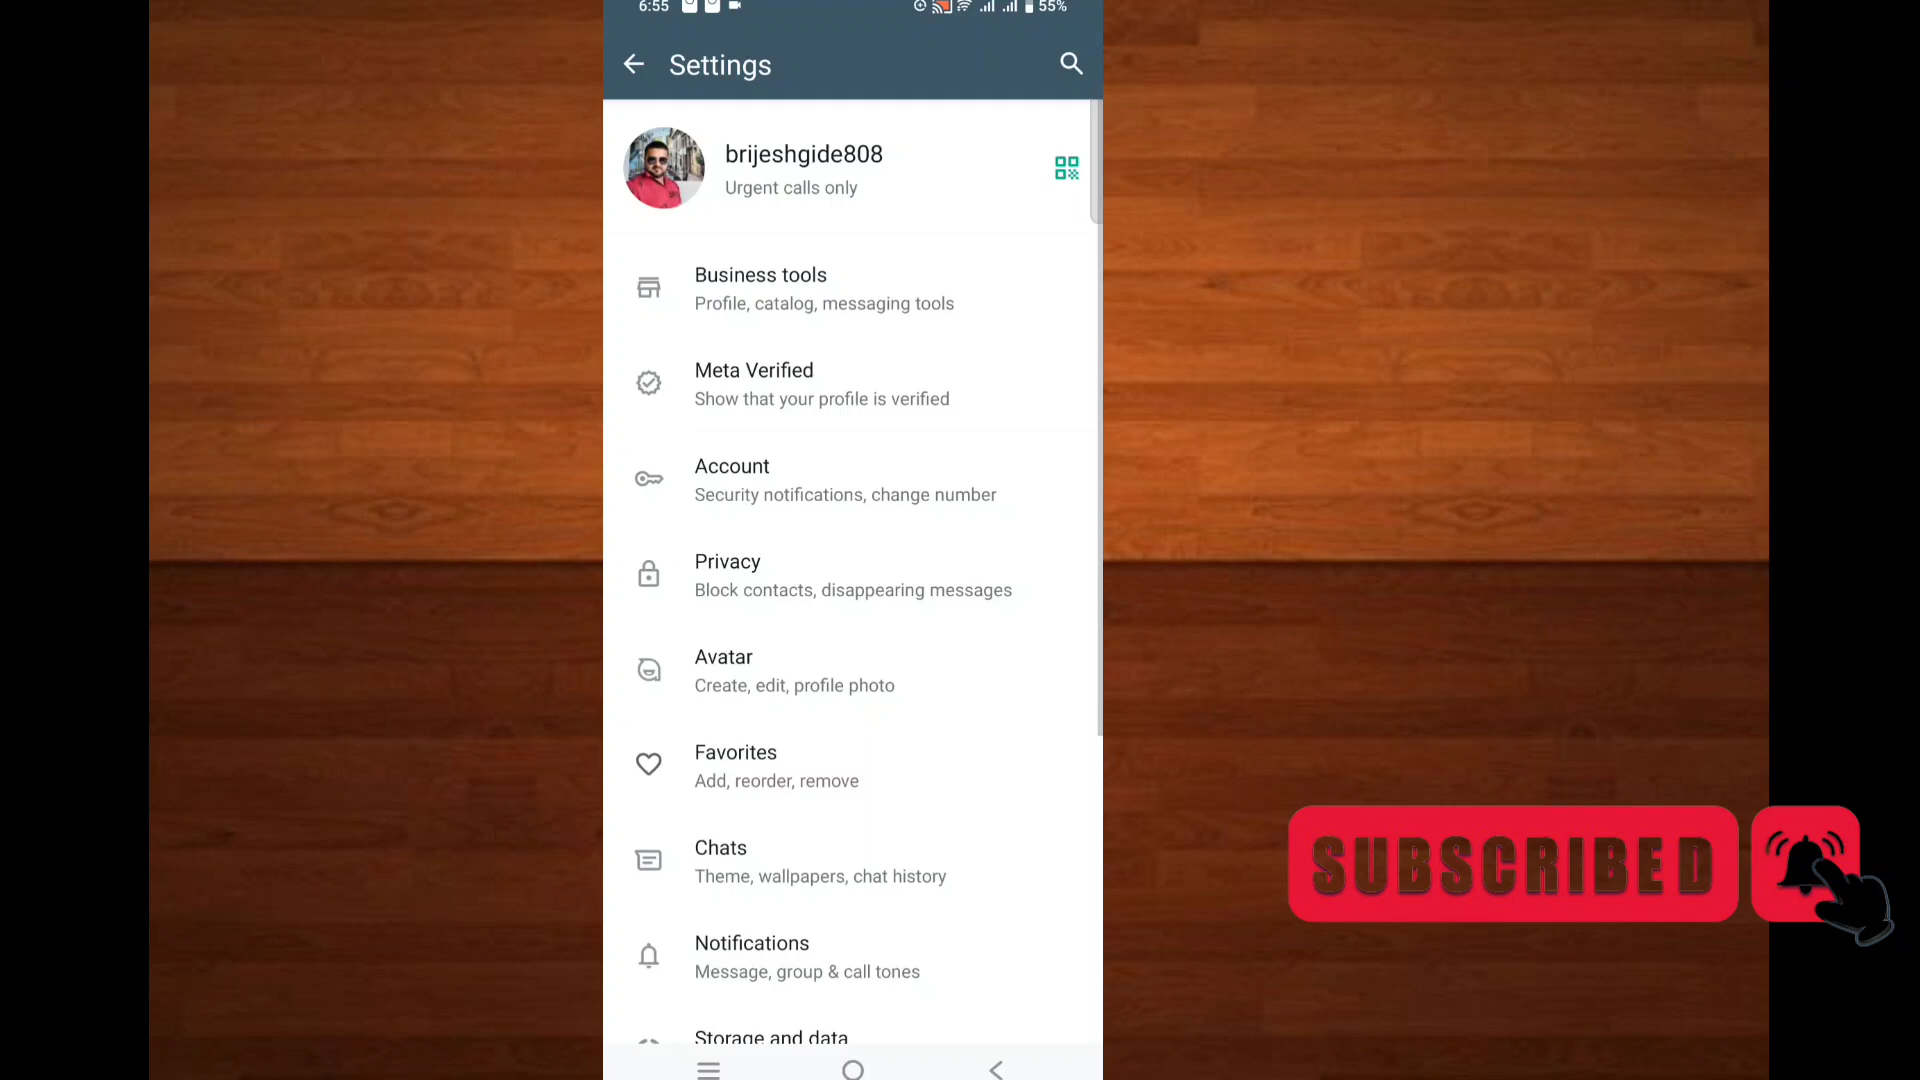 6:55
55%
Settings
brijeshgide808
Urgent calls only
Business tools
Profile, catalog, messaging tools
Meta Verified
Show that your profile is verified
Account
Security notifications, change number
Privacy
Block contacts, disappearing messages
Avatar
Create, edit, profile photo
Favorites
Add, reorder, remove
Chats
Theme, wallpapers, chat history
Notifications
Message, group & call tones
Storage and data
SUBSCRIBED